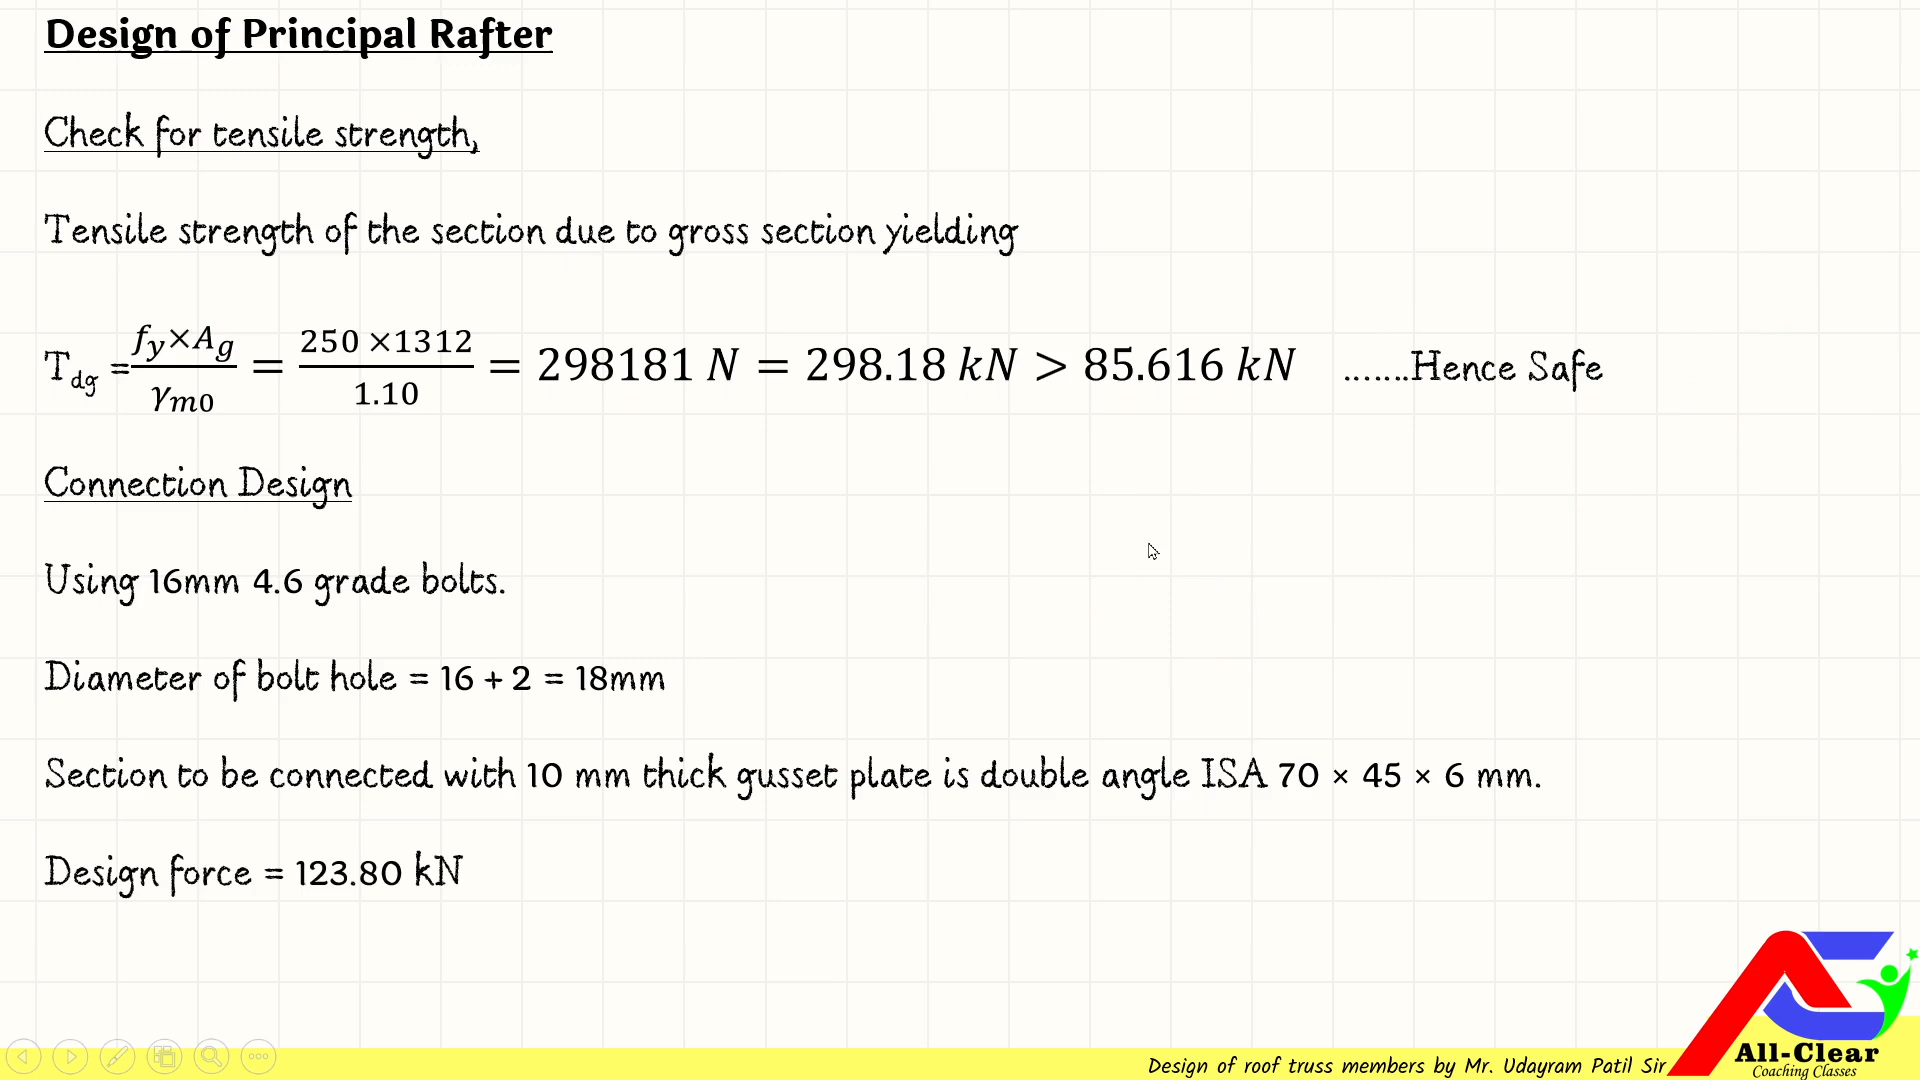 Design of Principal Rafter
Check for tensile strength,
Tensile strength of the section due to gross section yielding
T_dg = (f_y × A_g)/γ_m0 = (250 × 1312)/1.10 = 298181 N = 298.18 kN > 85.616 kN .......Hence Safe
Connection Design
Using 16mm 4.6 grade bolts.
Diameter of bolt hole = 16 + 2 = 18mm
Section to be connected with 10 mm thick gusset plate is double angle ISA 70 × 45 × 6 mm.
Design force = 123.80 kN
Design of roof truss members by Mr. Udayram Patil Sir
All-Clear
Coaching Classes